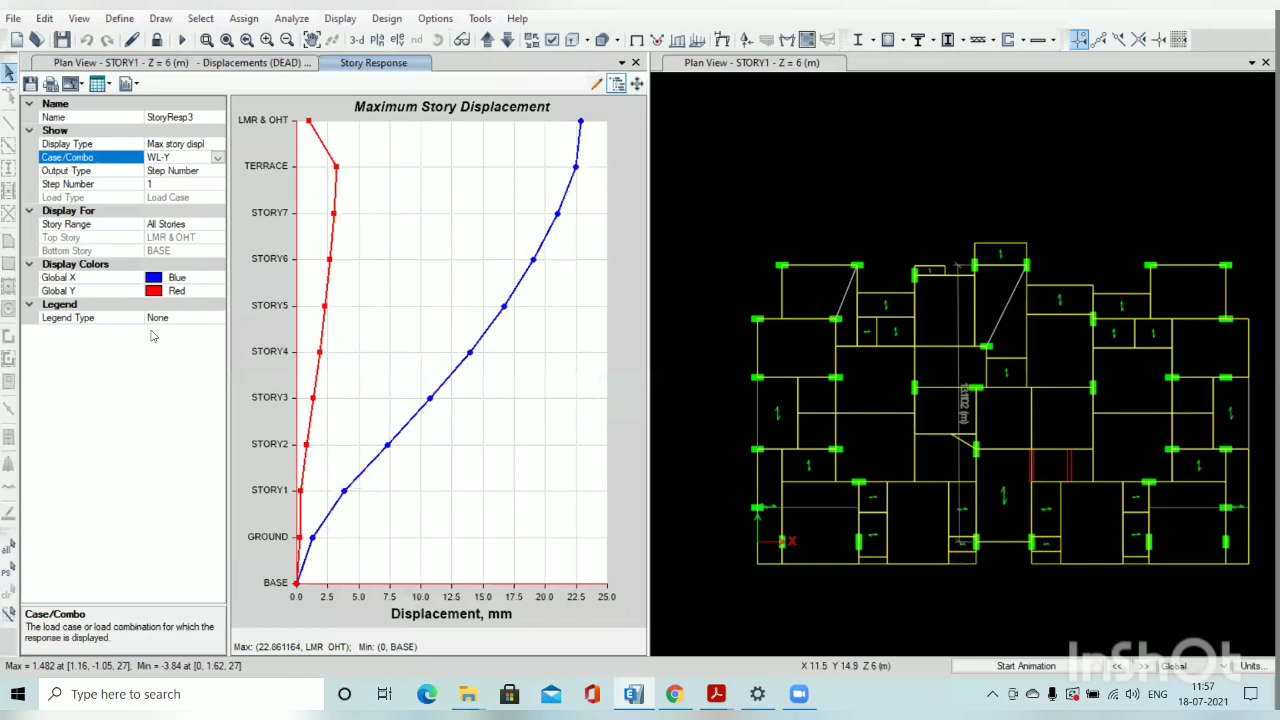 File Edit View Define Draw Select Assign Analyze Display Design Options Tools Help
3-d nd
Plan View - STORY1 - Z = 6 (m) - Displacements (DEAD) ...
Story Response
Plan View - STORY1 - Z = 6 (m)
Name
Name StoryResp3
Show
Display Type Max story displ
Case/Combo WL-Y
Output Type Step Number
Step Number 1
Load Type Load Case
Display For
Story Range All Stories
Top Story LMR & OHT
Bottom Story BASE
Display Colors
Global X Blue
Global Y Red
Legend
Legend Type None
Case/Combo
The load case or load combination for which the
response is displayed.
Maximum Story Displacement
LMR & OHT
TERRACE
STORY7
STORY6
STORY5
STORY4
STORY3
STORY2
STORY1
GROUND
BASE
0.0 2.5 5.0 7.5 10.0 12.5 15.0 17.5 20.0 22.5 25.0
Displacement, mm
Max: (22.861164, LMR OHT); Min: (0, BASE)
X
all
PS
clr
Max = 1.482 at [1.16, -1.05, 27]; Min = -3.84 at [0, 1.62, 27]
X 11.5 Y 14.9 Z 6 (m)
Start Animation << >> Global Units...
InShOt
Type here to search
ENG
11:57
18-07-2021